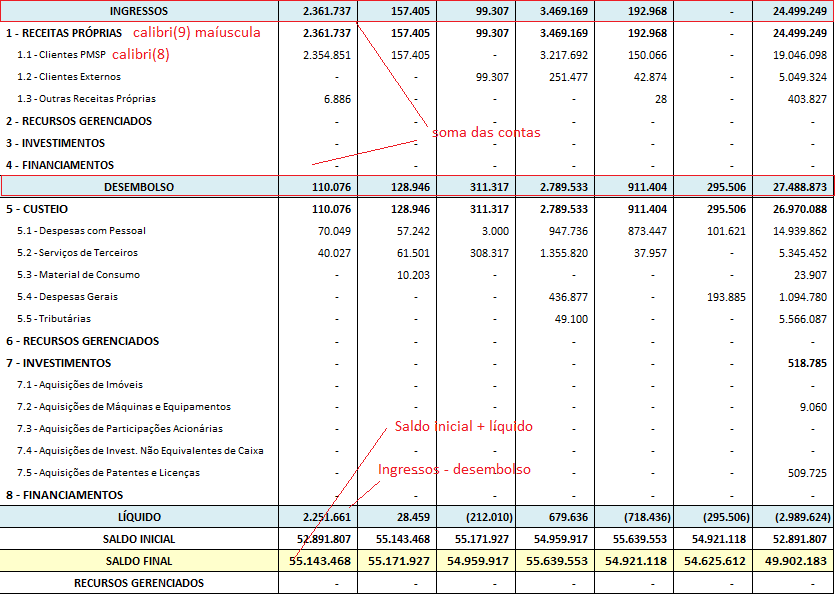 INGRESSOS 2.361.737 157.405 99.307 3.469.169 192.968 - 24.499.249
1 - RECEITAS PRÓPRIAS calibri(9) maíuscula 2.361.737 157.405 99.307 3.469.169 192.968 - 24.499.249
1.1 - Clientes PMSP calibri(8) 2.354.851 157.405 - 3.217.692 150.066 - 19.046.098
1.2 - Clientes Externos - - 99.307 251.477 42.874 - 5.049.324
1.3 - Outras Receitas Próprias 6.886 - - - 28 - 403.827
2 - RECURSOS GERENCIADOS - - - - - - -
soma das contas
3 - INVESTIMENTOS - - - - - - -
4 - FINANCIAMENTOS - - - - - - -
DESEMBOLSO 110.076 128.946 311.317 2.789.533 911.404 295.506 27.488.873
5 - CUSTEIO 110.076 128.946 311.317 2.789.533 911.404 295.506 26.970.088
5.1 - Despesas com Pessoal 70.049 57.242 3.000 947.736 873.447 101.621 14.939.862
5.2 - Serviços de Terceiros 40.027 61.501 308.317 1.355.820 37.957 - 5.345.452
5.3 - Material de Consumo - 10.203 - - - - 23.907
5.4 - Despesas Gerais - - - 436.877 - 193.885 1.094.780
5.5 - Tributárias - - - 49.100 - - 5.566.087
6 - RECURSOS GERENCIADOS - - - - - - -
7 - INVESTIMENTOS - - - - - - 518.785
7.1 - Aquisições de Imóveis - - - - - - -
7.2 - Aquisições de Máquinas e Equipamentos - - - - - - 9.060
7.3 - Aquisições de Participações Acionárias - - - - - - -
Saldo inicial + líquido
7.4 - Aquisições de Invest. Não Equivalentes de Caixa - - - - - - -
Ingressos - desembolso
7.5 - Aquisições de Patentes e Licenças - - - - - - 509.725
8 - FINANCIAMENTOS - - - - - - -
LÍQUIDO 2.251.661 28.459 (212.010) 679.636 (718.436) (295.506) (2.989.624)
SALDO INICIAL 52.891.807 55.143.468 55.171.927 54.959.917 55.639.553 54.921.118 52.891.807
SALDO FINAL 55.143.468 55.171.927 54.959.917 55.639.553 54.921.118 54.625.612 49.902.183
RECURSOS GERENCIADOS - - - - - - -